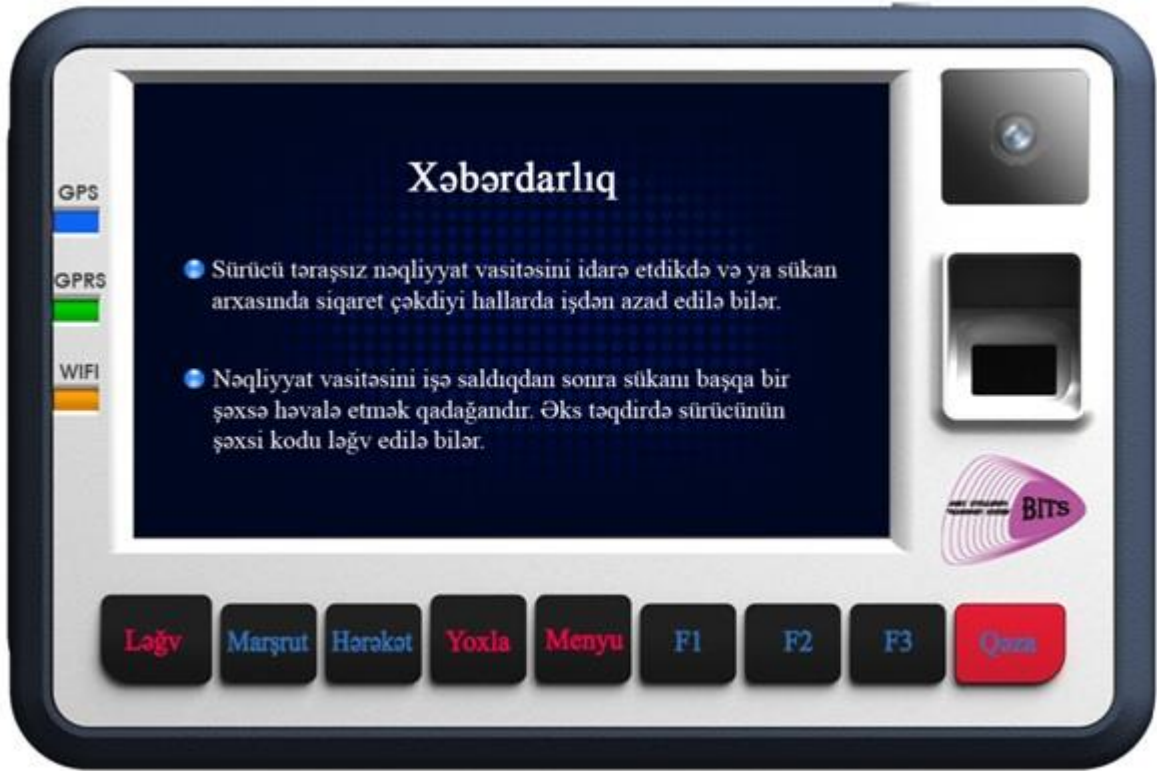 Xəbərdarlıq
GPS
GPRS
WIFI
Sürücü təraşsız nəqliyyat vasitəsini idarə etdikdə və ya sükan
arxasında siqaret çəkdiyi hallarda işdən azad edilə bilər.
Nəqliyyat vasitəsini işə saldıqdan sonra sükanı başqa bir
şəxsə həvalə etmək qadağandır. Əks təqdirdə sürücünün
şəxsi kodu ləğv edilə bilər.
BITs
Ləğv Marşrut Hərəkət Yoxla Menyu F1 F2 F3 Qəza